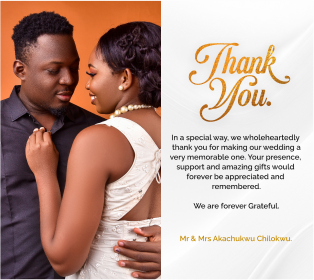 Thank
You.
In a special way, we wholeheartedly
thank you for making our wedding a
very memorable one. Your presence,
support and amazing gifts would
forever be appreciated and
remembered.
We are forever Grateful.
Mr & Mrs Akachukwu Chilokwu.